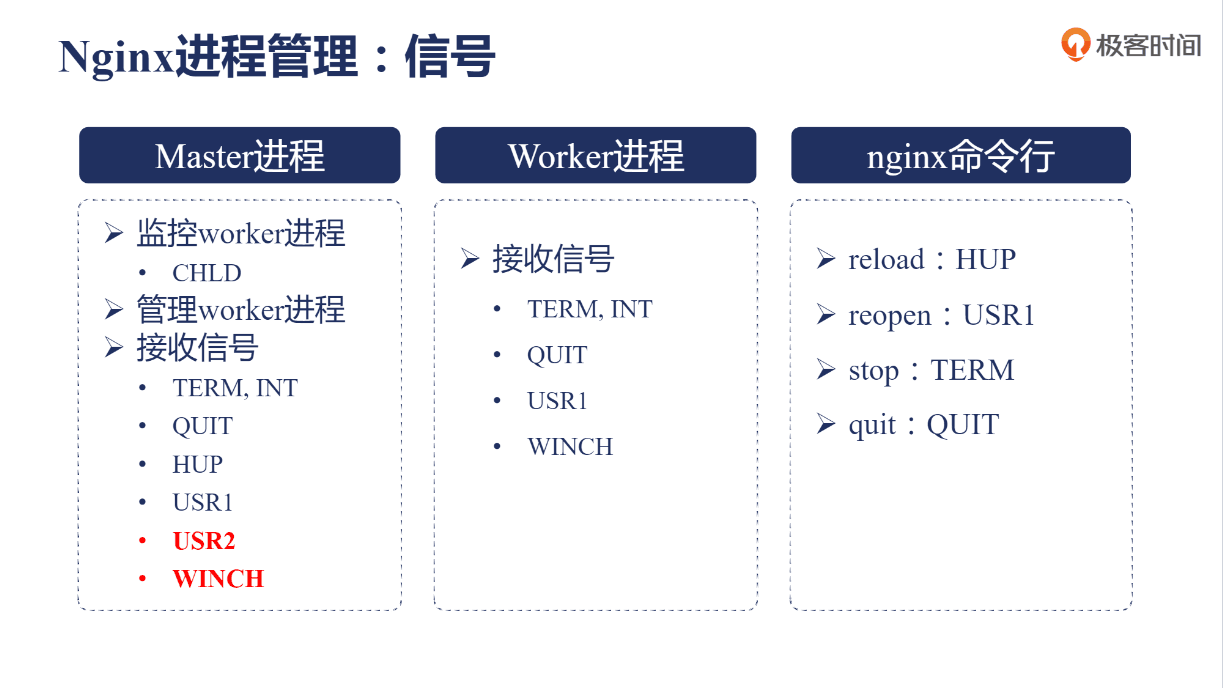 Nginx进程管理：信号
极客时间
Master进程
监控worker进程
CHLD
管理worker进程
接收信号
TERM, INT
QUIT
HUP
USR1
USR2
WINCH
Worker进程
接收信号
TERM, INT
QUIT
USR1
WINCH
nginx命令行
reload：HUP
reopen：USR1
stop：TERM
quit：QUIT